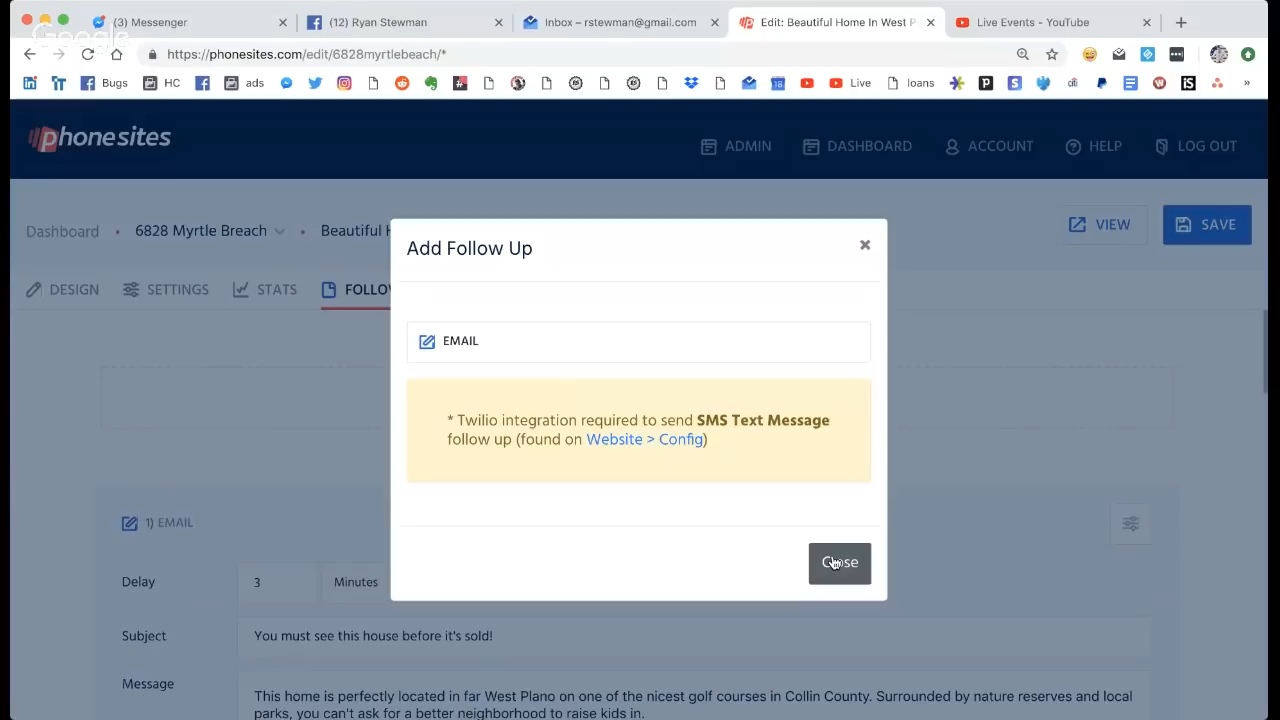 (3) Messenger
(12) Ryan Stewman
Inbox – rstewman@gmail.com
Edit: Beautiful Home In West P
Live Events - YouTube
Google
https://phonesites.com/edit/6828myrtlebeach/*
Bugs
HC
ads
18
Live
loans
citi
»
phonesites
ADMIN
DASHBOARD
ACCOUNT
HELP
LOG OUT
Dashboard • 6828 Myrtle Breach • Beautiful H
VIEW
SAVE
DESIGN
SETTINGS
STATS
FOLLOW
Add Follow Up
EMAIL
* Twilio integration required to send SMS Text Message
follow up (found on Website > Config)
Close
1) EMAIL
Delay 3 Minutes
Subject You must see this house before it's sold!
Message This home is perfectly located in far West Plano on one of the nicest golf courses in Collin County. Surrounded by nature reserves and local
parks, you can't ask for a better neighborhood to raise kids in.